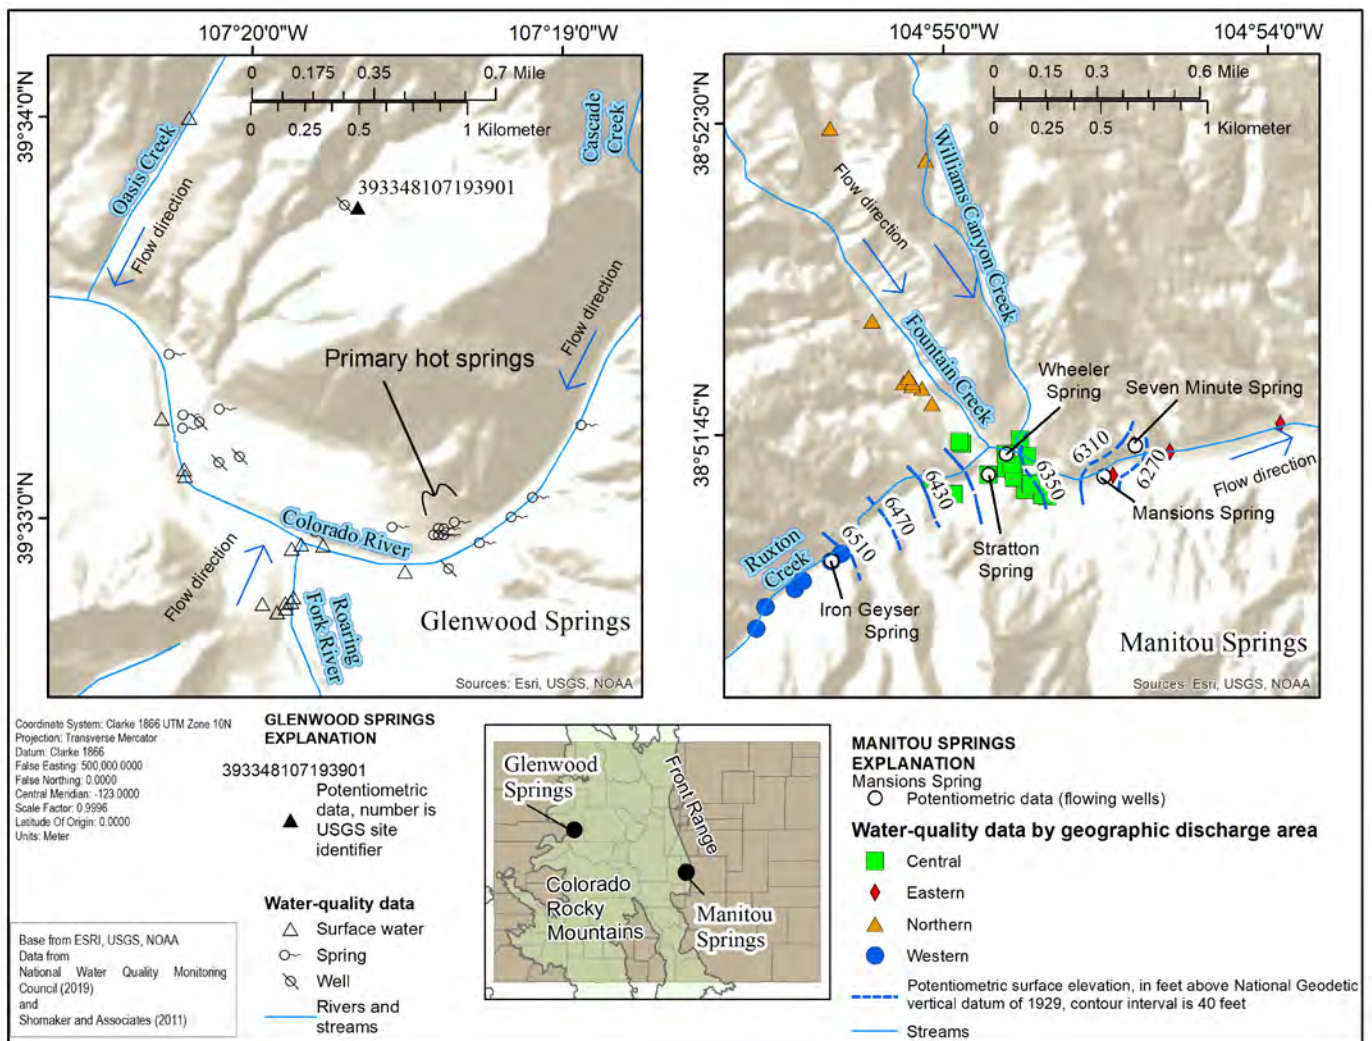 107°20'0"W
107°19'0"W
39°34'0"N
39°33'0"N
0 0.175 0.35 0.7 Mile
0 0.25 0.5 1 Kilometer
Oasis Creek
Flow direction
Cascade
Creek
393348107193901
Flow direction
Primary hot springs
Colorado River
Flow direction
Roaring
Fork River
Glenwood Springs
Sources: Esri, USGS, NOAA
104°55'0"W
104°54'0"W
38°52'30"N
38°51'45"N
0 0.15 0.3 0.6 Mile
0 0.25 0.5 1 Kilometer
Flow direction
Williams Canyon Creek
Fountain Creek
Wheeler
Spring
Seven Minute Spring
6310
6270
6350
6430
6470
6510
Flow direction
Mansions Spring
Stratton
Spring
Ruxton
Creek
Iron Geyser
Spring
Manitou Springs
Sources: Esri, USGS, NOAA
Coordinate System: Clarke 1866 UTM Zone 10N
Projection: Transverse Mercator
Datum: Clarke 1866
False Easting: 500,000.0000
False Northing: 0.0000
Central Meridian: -123.0000
Scale Factor: 0.9996
Latitude Of Origin: 0.0000
Units: Meter
Base from ESRI, USGS, NOAA
Data from
National Water Quality Monitoring
Council (2019)
and
Shomaker and Associates (2011)
GLENWOOD SPRINGS
EXPLANATION
393348107193901
Potentiometric
data, number is
USGS site
identifier
Water-quality data
Surface water
Spring
Well
Rivers and
streams
Glenwood
Springs
Front Range
Colorado
Rocky
Mountains
Manitou
Springs
MANITOU SPRINGS
EXPLANATION
Mansions Spring
Potentiometric data (flowing wells)
Water-quality data by geographic discharge area
Central
Eastern
Northern
Western
Potentiometric surface elevation, in feet above National Geodetic
vertical datum of 1929, contour interval is 40 feet
Streams